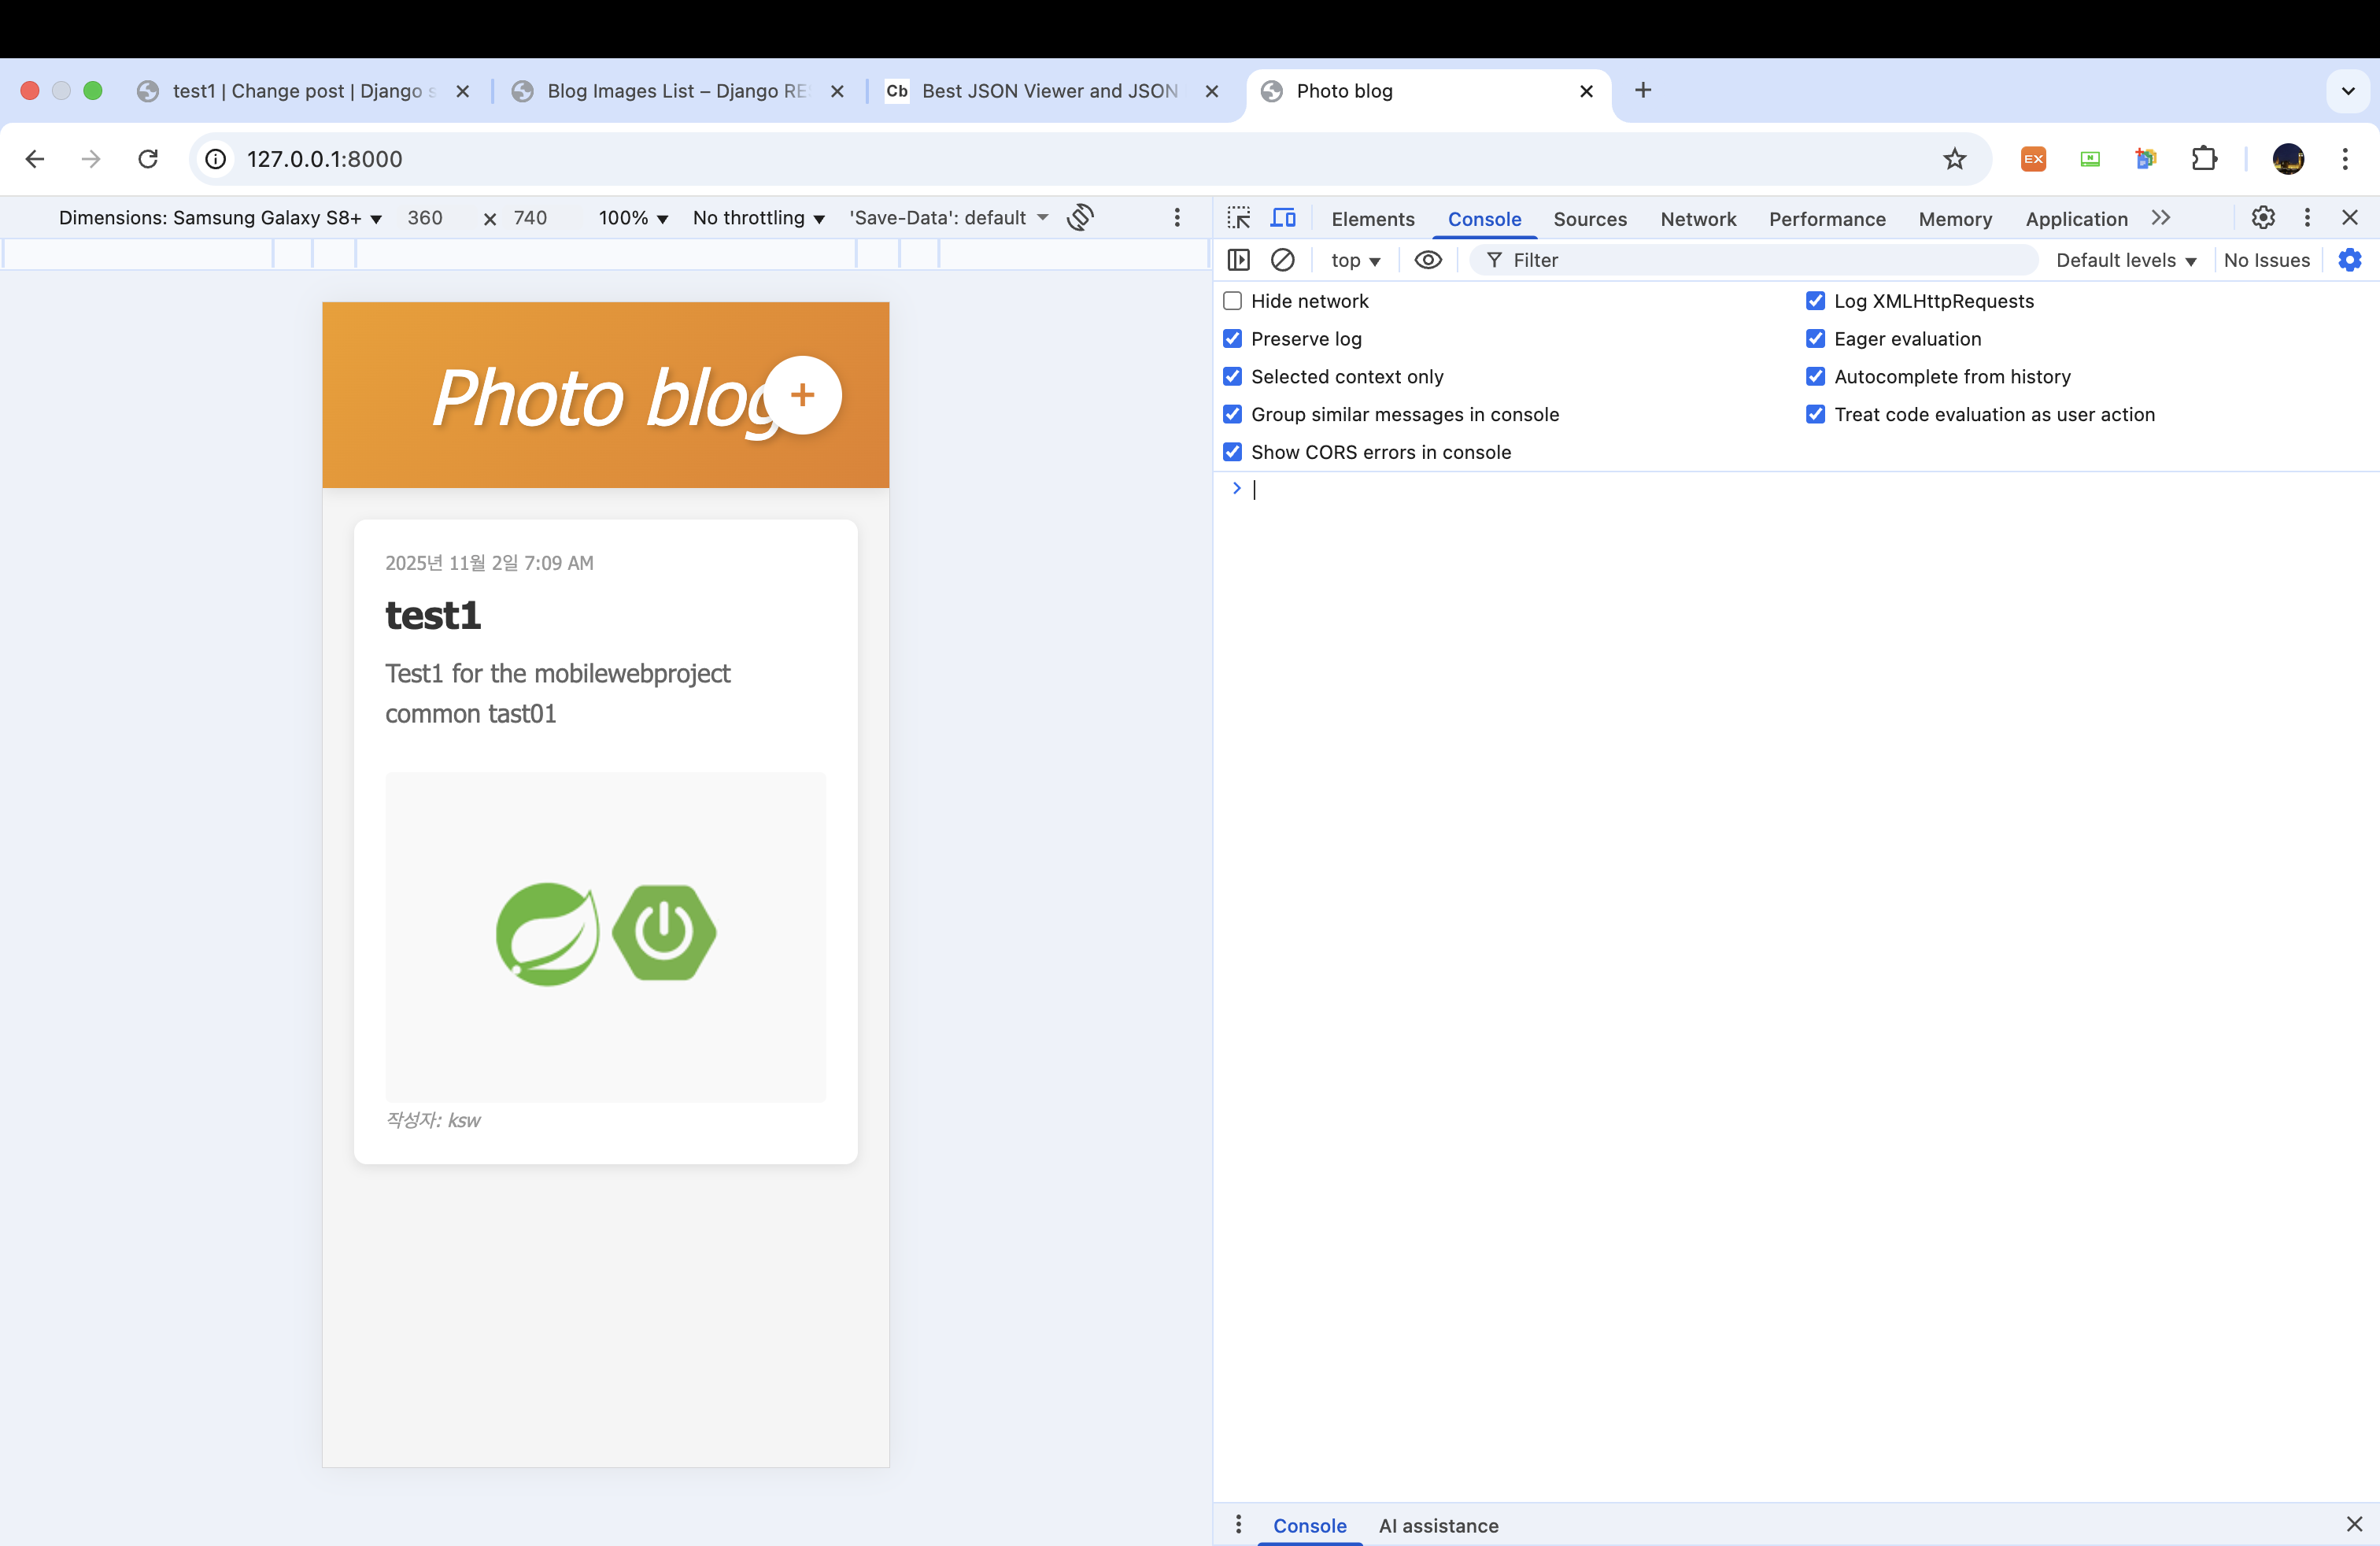 test1 | Change post | Django s
Blog Images List – Django RE
Cb Best JSON Viewer and JSON
Photo blog
127.0.0.1:8000
EX
Dimensions: Samsung Galaxy S8+ 360 × 740 100% No throttling 'Save-Data': default
Elements Console Sources Network Performance Memory Application
top Filter Default levels No Issues
Hide network
Log XMLHttpRequests
Preserve log
Eager evaluation
Selected context only
Autocomplete from history
Group similar messages in console
Treat code evaluation as user action
Show CORS errors in console
Photo blog +
2025년 11월 2일 7:09 AM
test1
Test1 for the mobilewebproject
common tast01
작성자: ksw
Console AI assistance